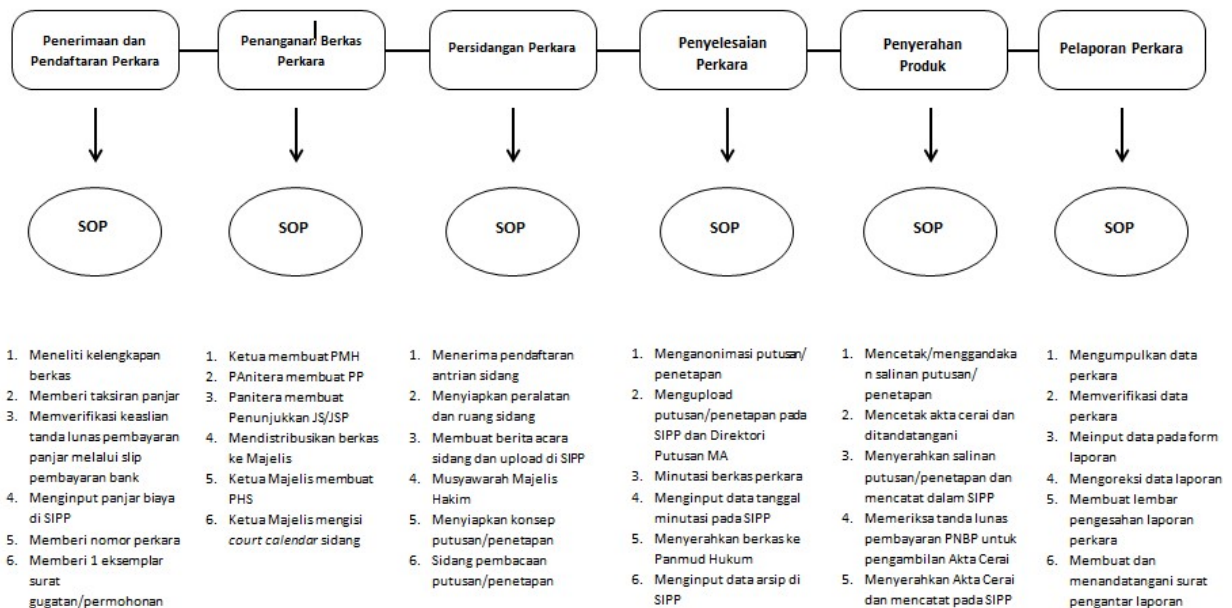 Penerimaan dan
Pendaftaran Perkara
Penanganan Berkas
Perkara
Persidangan Perkara
Penyelesaian
Perkara
Penyerahan
Produk
Pelaporan Perkara
SOP
SOP
SOP
SOP
SOP
SOP
1. Meneliti kelengkapan
berkas
2. Memberi taksiran panjar
3. Memverifikasi keaslian
tanda lunas pembayaran
panjar melalui slip
pembayaran bank
4. Menginput panjar biaya
di SIPP
5. Memberi nomor perkara
6. Memberi 1 eksemplar
surat
gugatan/permohonan
1. Ketua membuat PMH
2. PAnitera membuat PP
3. Panitera membuat
Penunjukkan JS/JSP
4. Mendistribusikan berkas
ke Majelis
5. Ketua Majelis membuat
PHS
6. Ketua Majelis mengisi
court calendar sidang
1. Menerima pendaftaran
antrian sidang
2. Menyiapkan peralatan
dan ruang sidang
3. Membuat berita acara
sidang dan upload di SIPP
4. Musyawarah Majelis
Hakim
5. Menyiapkan konsep
putusan/penetapan
6. Sidang pembacaan
putusan/penetapan
1. Menganonimasi putusan/
penetapan
2. Mengupload
putusan/penetapan pada
SIPP dan Direktori
Putusan MA
3. Minutasi berkas perkara
4. Menginput data tanggal
minutasi pada SIPP
5. Menyerahkan berkas ke
Panmud Hukum
6. Menginput data arsip di
SIPP
1. Mencetak/menggandaka
n salinan putusan/
penetapan
2. Mencetak akta cerai dan
ditandatangani
3. Menyerahkan salinan
putusan/penetapan dan
mencatat dalam SIPP
4. Memeriksa tanda lunas
pembayaran PNBP untuk
pengambilan Akta Cerai
5. Menyerahkan Akta Cerai
dan mencatat pada SIPP
1. Mengumpulkan data
perkara
2. Memverifikasi data
perkara
3. Meinput data pada form
laporan
4. Mengoreksi data laporan
5. Membuat lembar
pengesahan laporan
perkara
6. Membuat dan
menandatangani surat
pengantar laporan